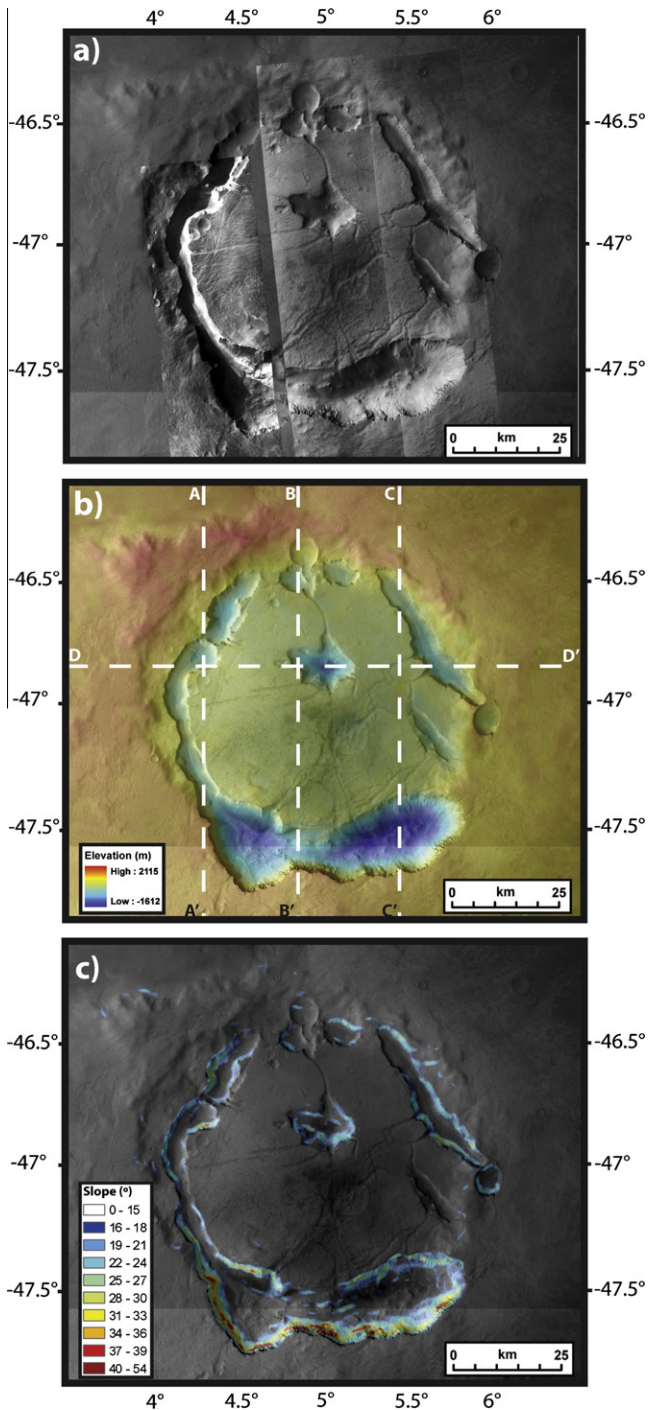 4° 4.5° 5° 5.5° 6°
a)
-46.5° -46.5°
-47° -47°
-47.5° -47.5°
km
0 25
b)
A B C
-46.5° -46.5°
D D′
-47° -47°
-47.5° -47.5°
Elevation (m)
High : 2115
Low : -1612
km
0 25
A′ B′ C′
c)
-46.5° -46.5°
-47° -47°
Slope (°)
0 - 15
16 - 18
19 - 21
22 - 24
25 - 27
28 - 30
31 - 33
34 - 36
37 - 39
40 - 54
-47.5° -47.5°
km
0 25
4° 4.5° 5° 5.5° 6°